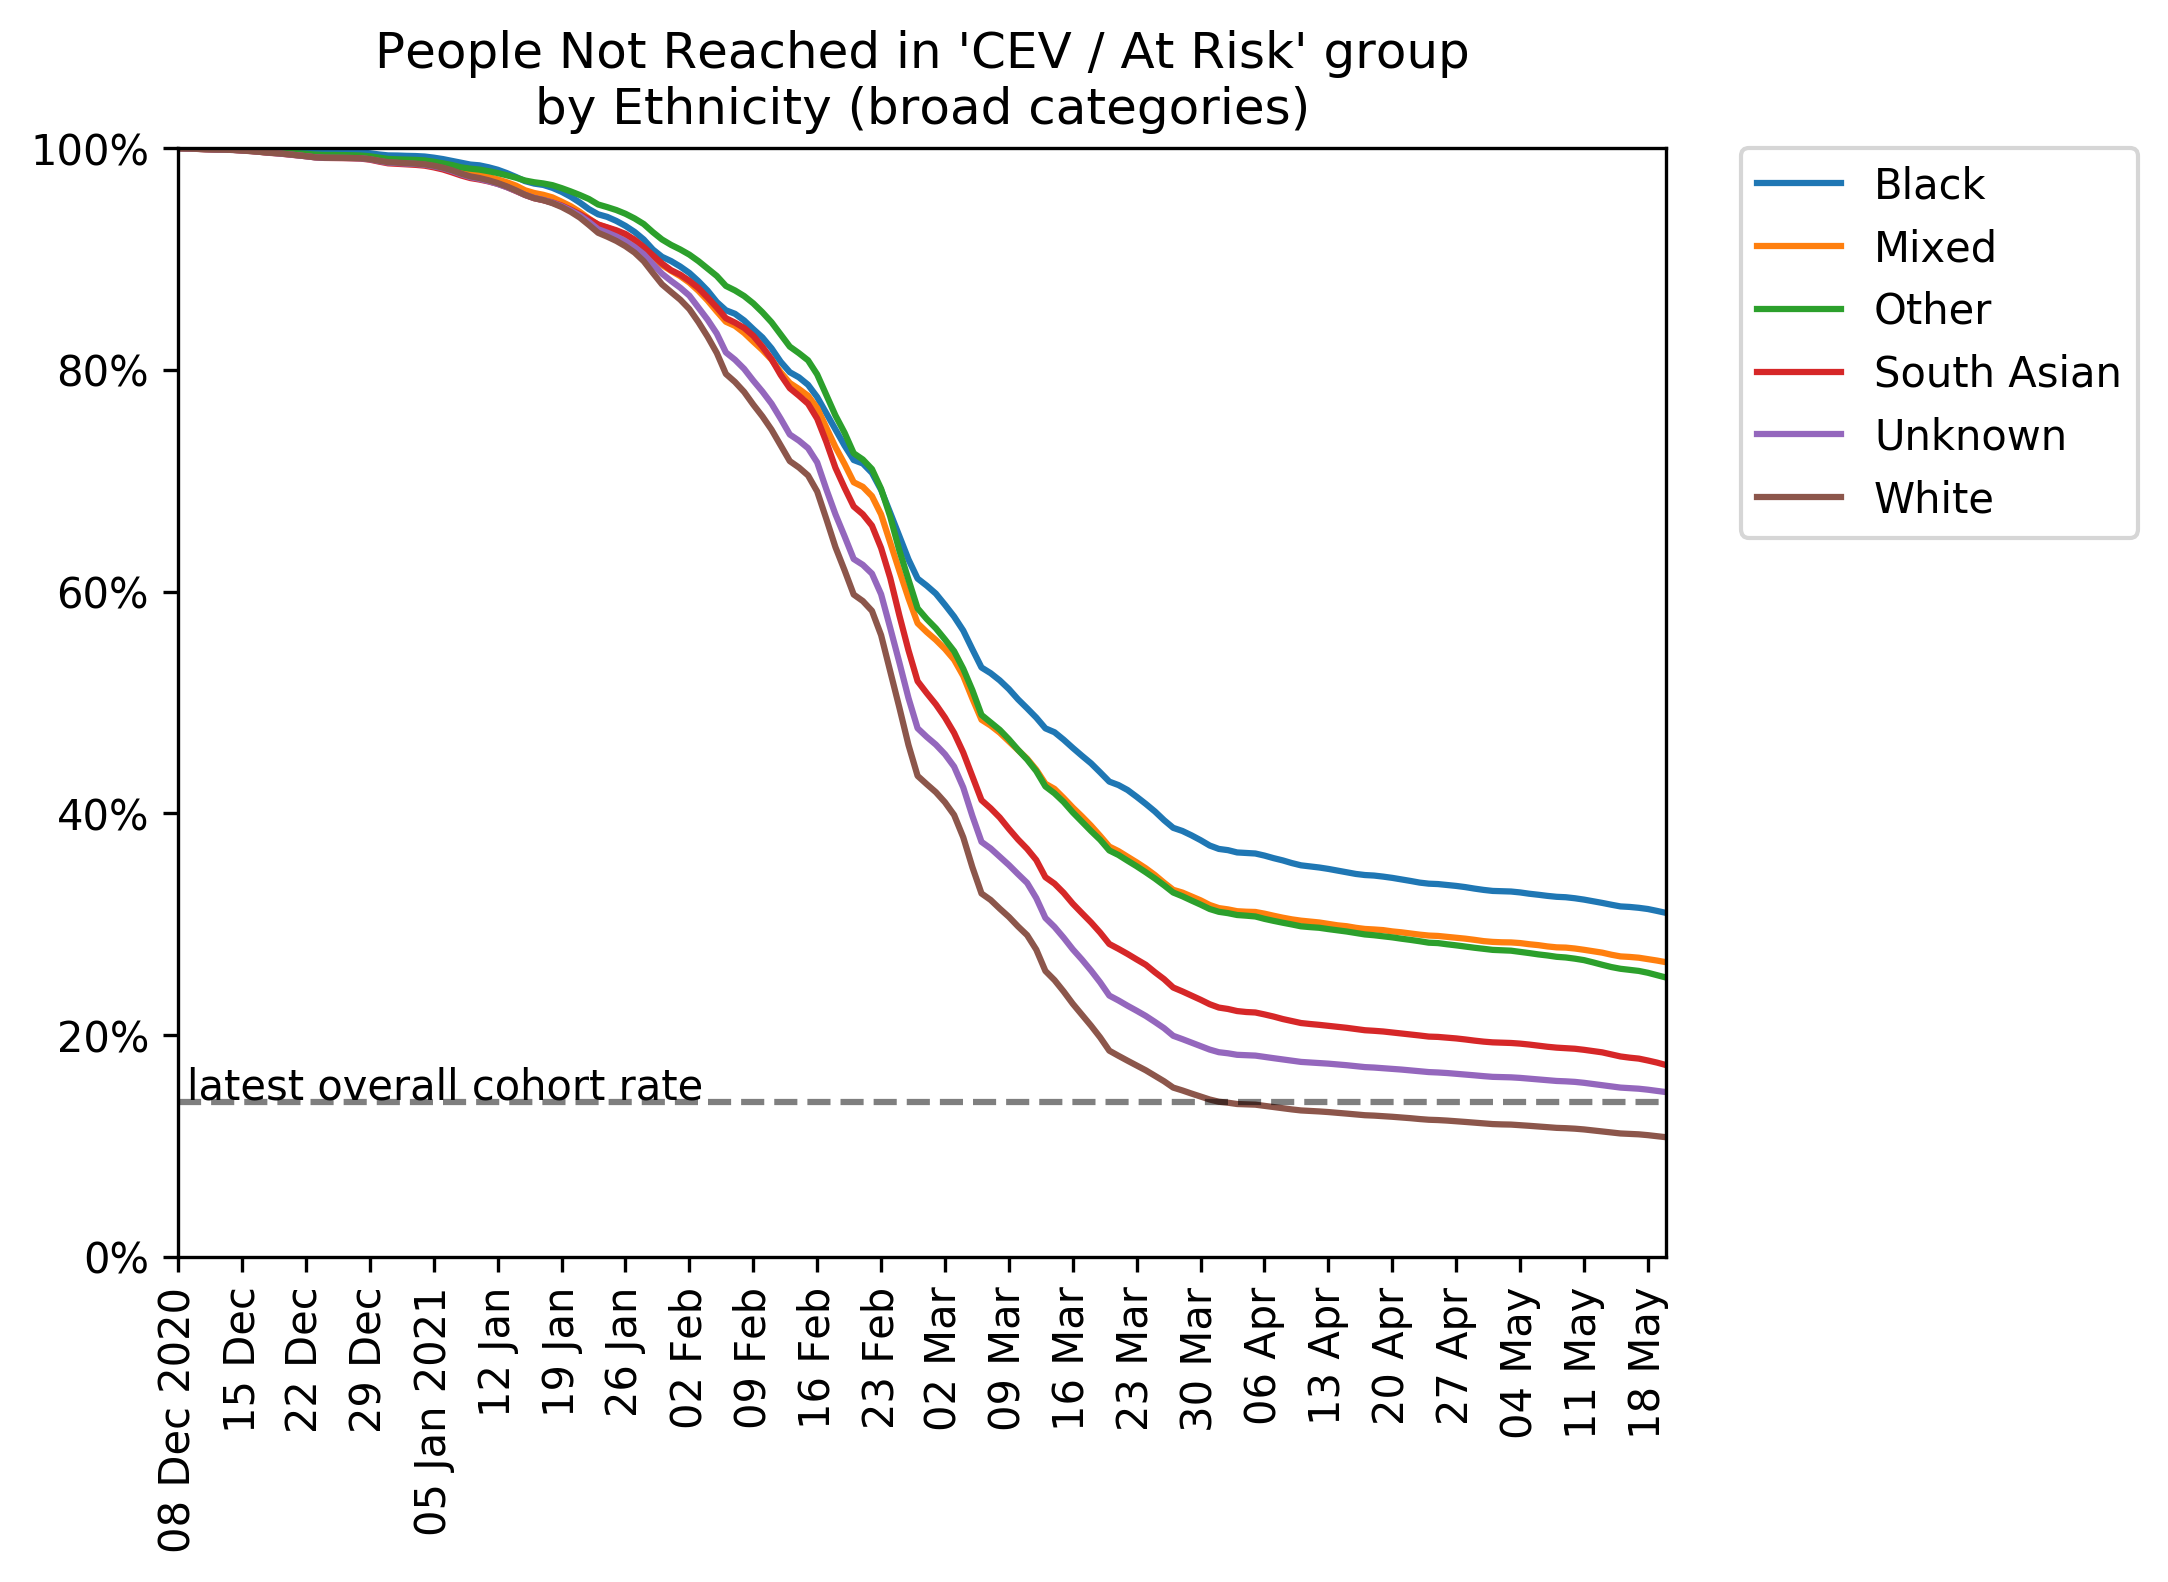 People Not Reached in 'CEV / At Risk' group
by Ethnicity (broad categories)
100%
80%
60%
40%
20%
0%
latest overall cohort rate
08 Dec 2020
15 Dec
22 Dec
29 Dec
05 Jan 2021
12 Jan
19 Jan
26 Jan
02 Feb
09 Feb
16 Feb
23 Feb
02 Mar
09 Mar
16 Mar
23 Mar
30 Mar
06 Apr
13 Apr
20 Apr
27 Apr
04 May
11 May
18 May
Black
Mixed
Other
South Asian
Unknown
White